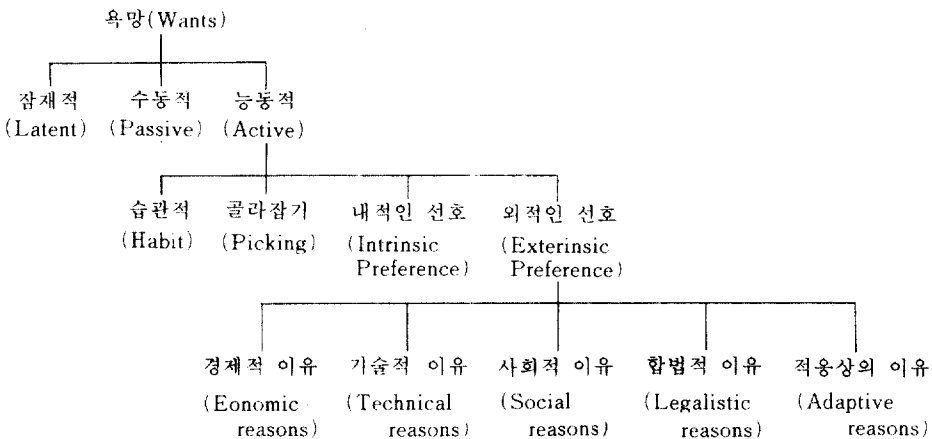 욕망(Wants)
잠재적 수동적 능동적
(Latent) (Passive) (Active)
습관적 골라잡기 내적인 선호 외적인 선호
(Habit) (Picking) (Intrinsic (Exterinsic
Preference) Preference)
경제적 이유 기술적 이유 사회적 이유 합법적 이유 적응상의 이유
(Eonomic (Technical (Social (Legalistic (Adaptive
reasons) reasons) reasons) reasons) reasons)